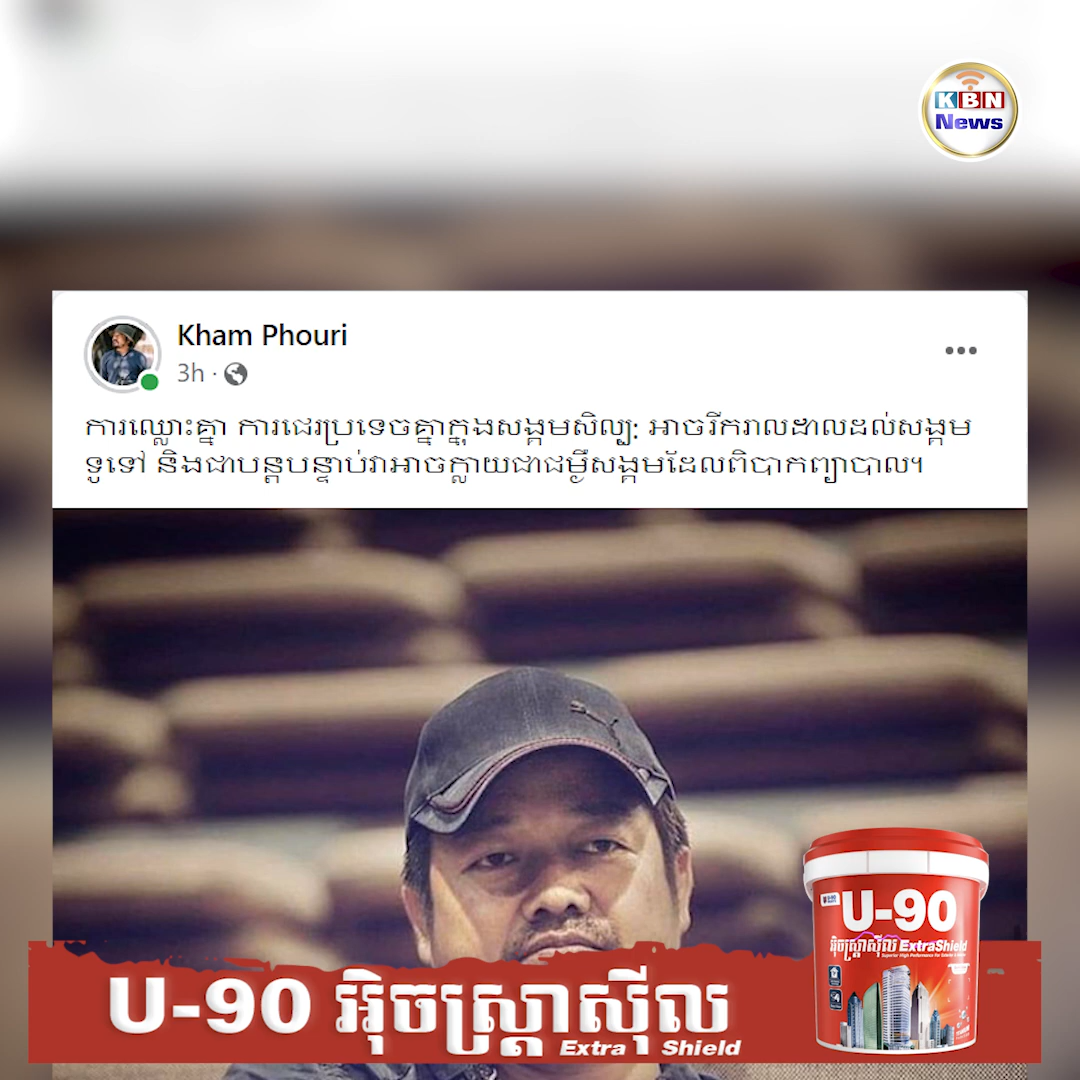 KBN
News
Kham Phouri
3h ·
ការឈ្លោះគ្នា ការជេរប្រទេចគ្នាក្នុងសង្គមសិល្បៈ អាចរីករាលដាលដល់សង្គម
ទូទៅ និងជាបន្តបន្ទាប់វាអាចក្លាយជាជម្ងឺសង្គមដែលពិបាកព្យាបាល។
U-90
អ៊ិចស្ត្រាស៊ីល ExtraShield
U-90 អ៊ិចស្ត្រាស៊ីល
Extra Shield